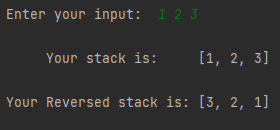 Enter your input: 1 2 3
Your stack is: [1, 2, 3]
Your Reversed stack is: [3, 2, 1]